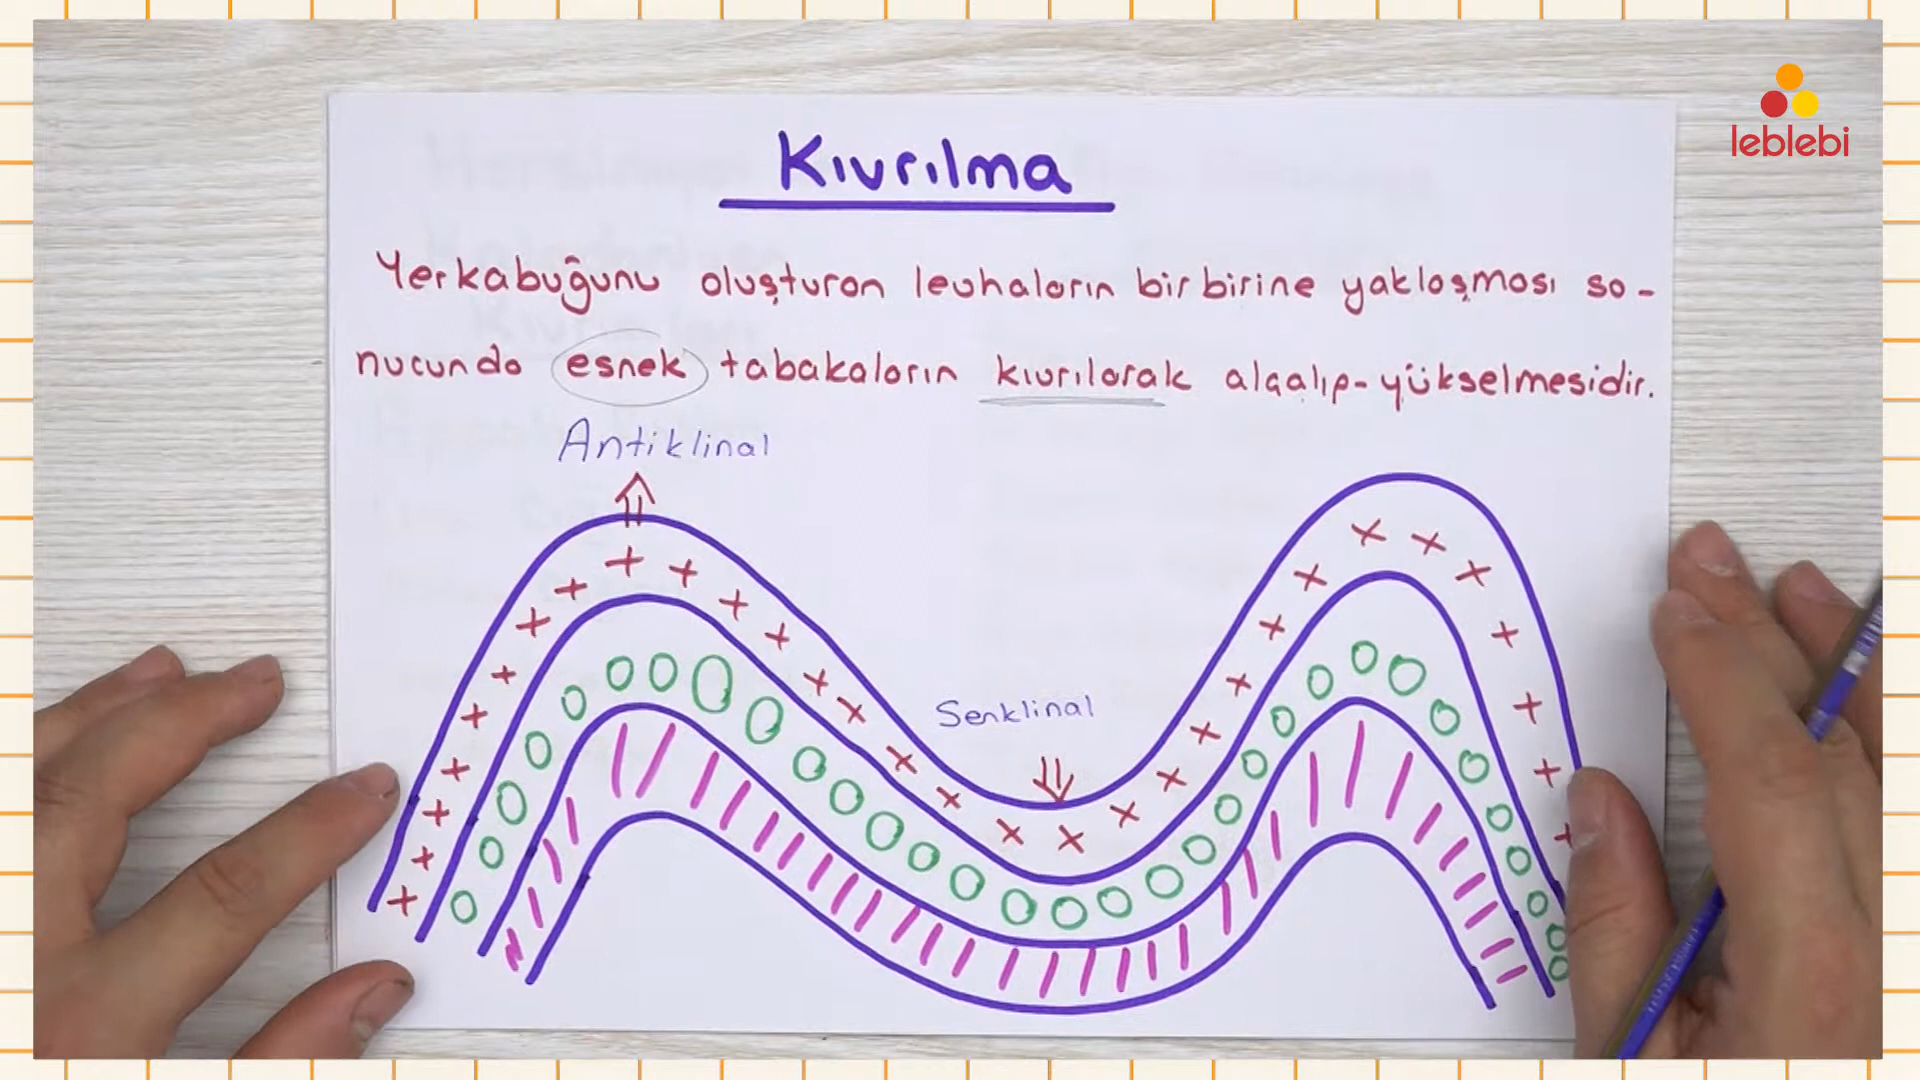 leblebi
Kıvrılma
Yerkabuğunu oluşturan levhaların birbirine yaklaşması so-
nucunda esnek tabakaların kıvrılarak alçalıp-yükselmesidir.
Antiklinal
Senklinal